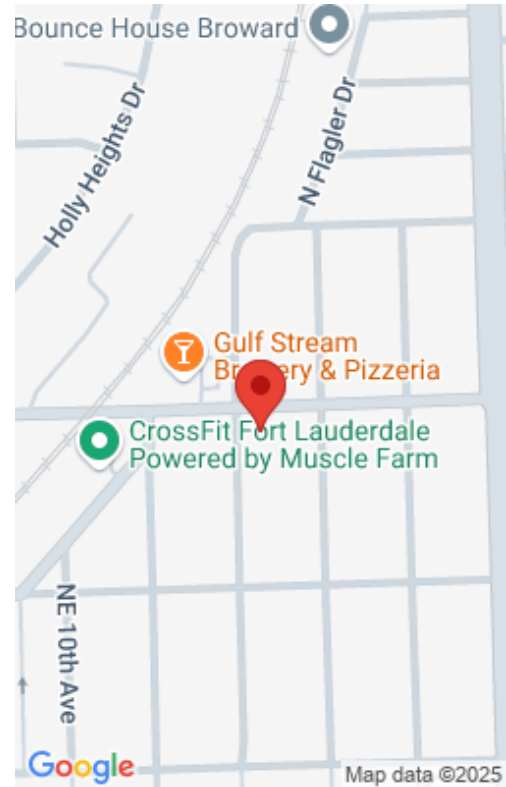 Bounce House Broward
Holly Heights Dr
N Flagler Dr
Gulf Stream
Brewery & Pizzeria
CrossFit Fort Lauderdale
Powered by Muscle Farm
NE 10th Ave
Google
Map data ©2025